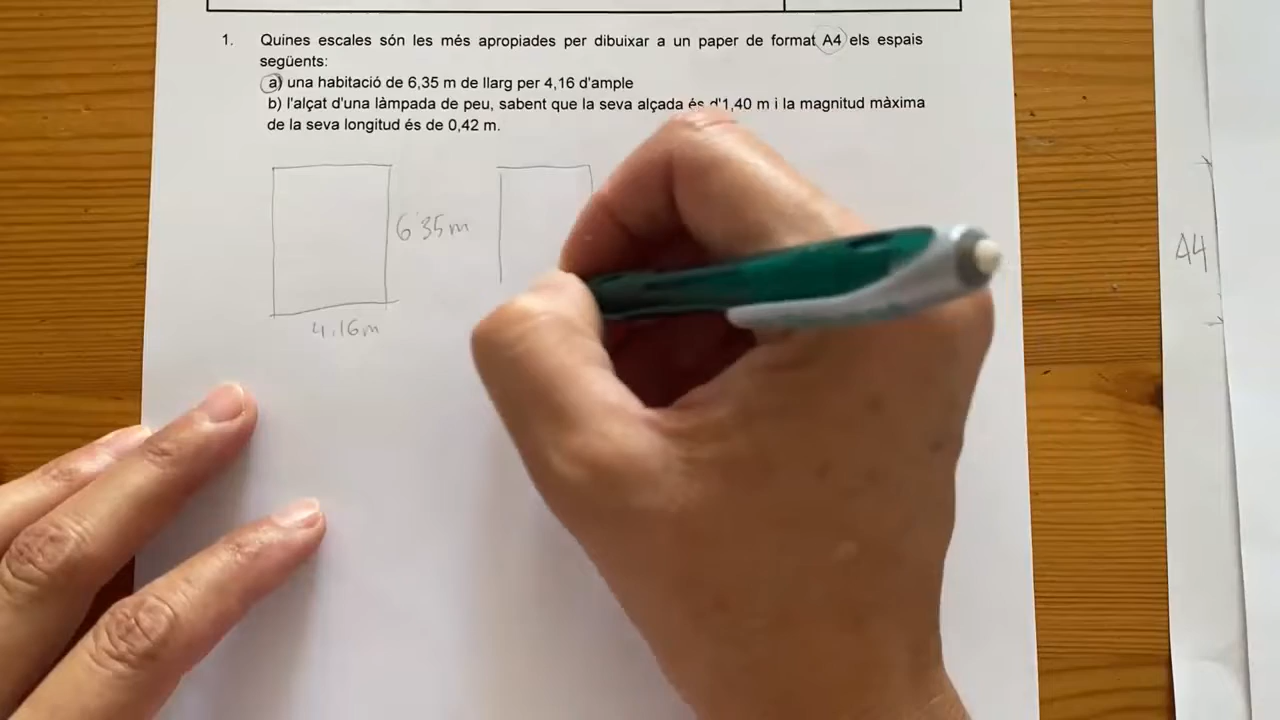 1. Quines escales són les més apropiades per dibuixar a un paper de format A4 els espais
següents:
a) una habitació de 6,35 m de llarg per 4,16 d'ample
b) l'alçat d'una làmpada de peu, sabent que la seva alçada és d'1,40 m i la magnitud màxima
de la seva longitud és de 0,42 m.
6'35m
4.16m
A4